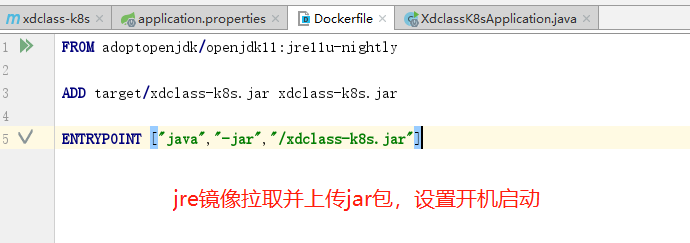 xdclass-k8s
application.properties
Dockerfile
XdclassK8sApplication.java
1 FROM adoptopenjdk/openjdk11:jre11u-nightly
2
3 ADD target/xdclass-k8s.jar xdclass-k8s.jar
4
5 ENTRYPOINT ["java","-jar","/xdclass-k8s.jar"]
jre镜像拉取并上传jar包，设置开机启动